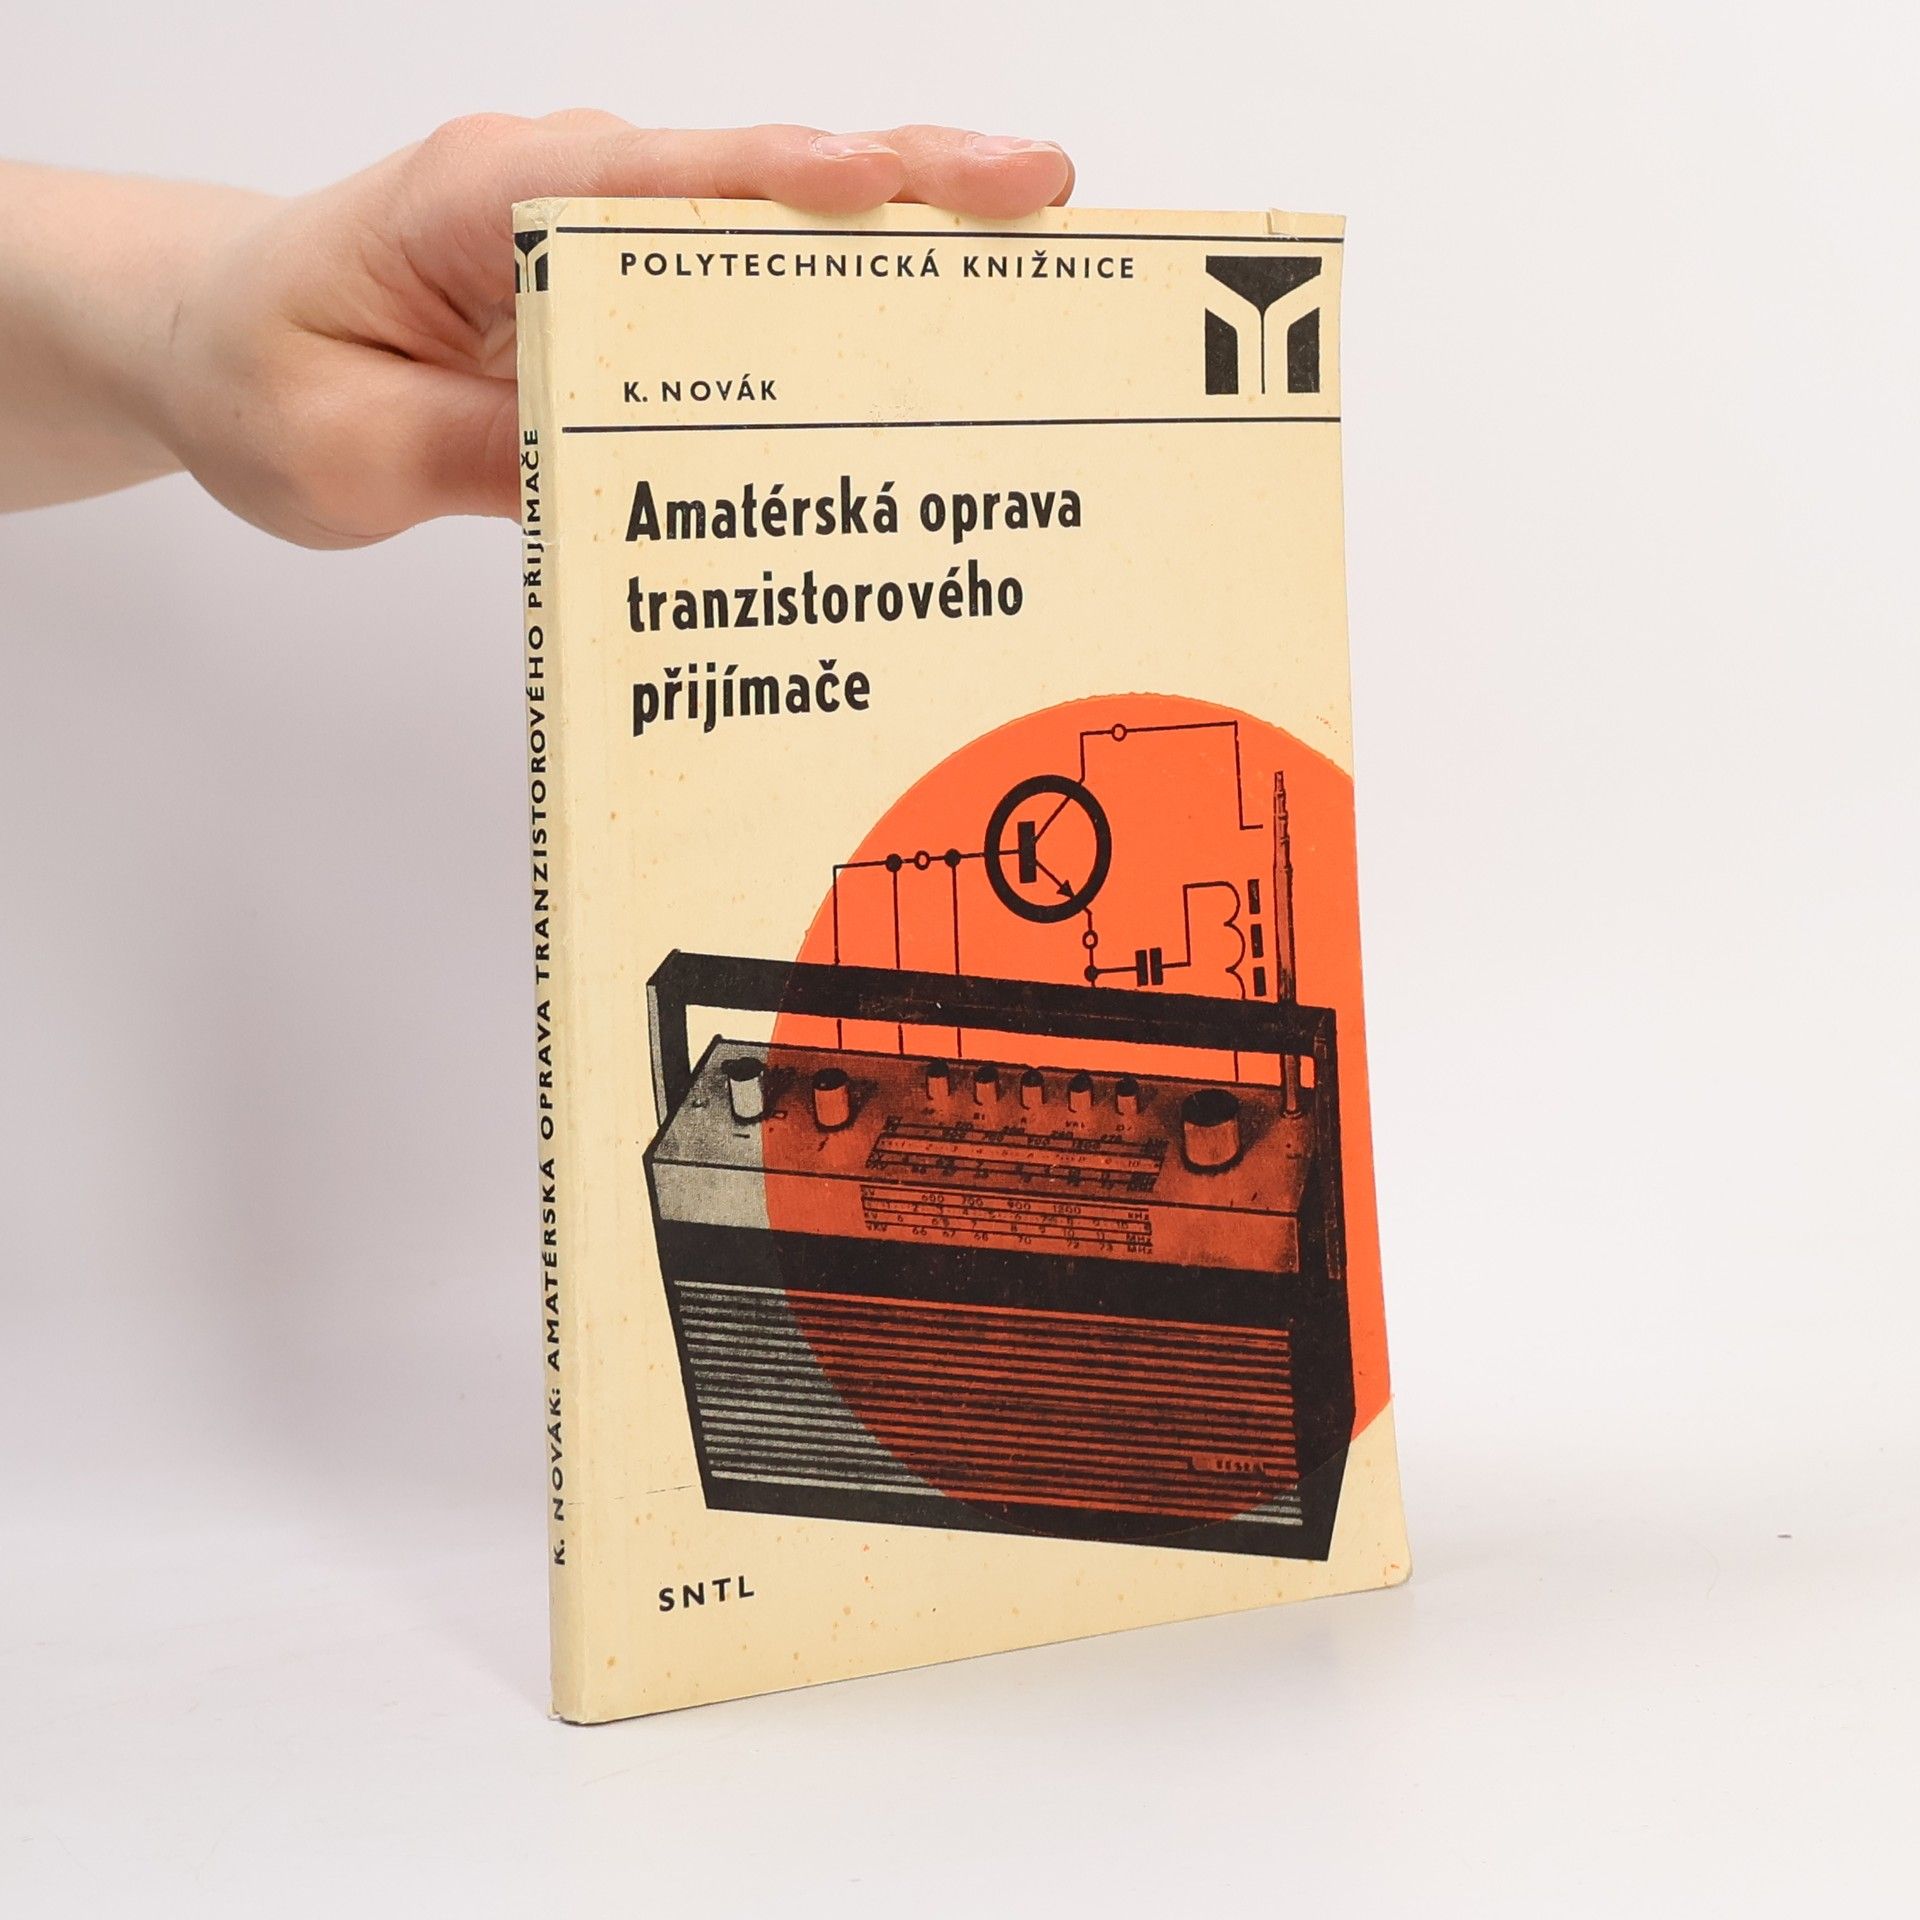 POLYTECHNICKÁ KNIŽNICE
K. NOVÁK
Amatérská oprava
tranzistorového
přijímače
SNTL
K. NOVÁK: AMATÉRSKÁ OPRAVA TRANZISTOROVÉHO PŘIJÍMAČE